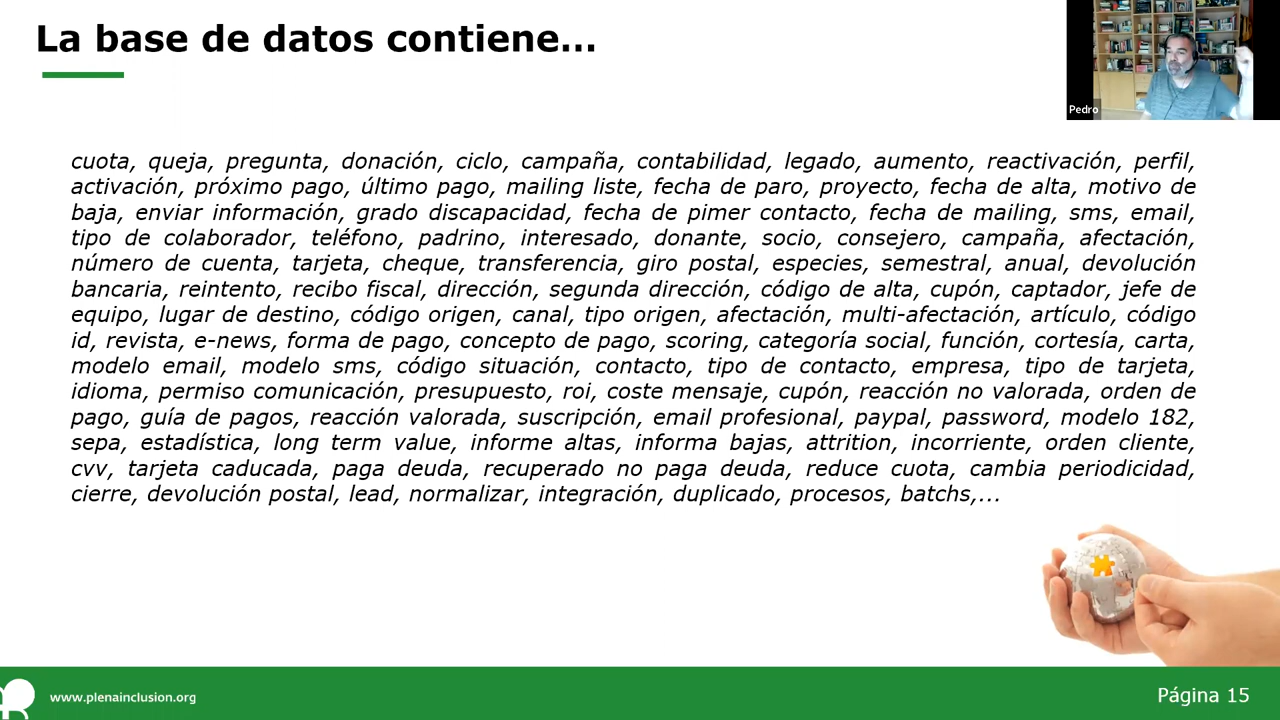 La base de datos contiene...
Pedro
cuota, queja, pregunta, donación, ciclo, campaña, contabilidad, legado, aumento, reactivación, perfil,
activación, próximo pago, último pago, mailing liste, fecha de paro, proyecto, fecha de alta, motivo de
baja, enviar información, grado discapacidad, fecha de pimer contacto, fecha de mailing, sms, email,
tipo de colaborador, teléfono, padrino, interesado, donante, socio, consejero, campaña, afectación,
número de cuenta, tarjeta, cheque, transferencia, giro postal, especies, semestral, anual, devolución
bancaria, reintento, recibo fiscal, dirección, segunda dirección, código de alta, cupón, captador, jefe de
equipo, lugar de destino, código origen, canal, tipo origen, afectación, multi-afectación, artículo, código
id, revista, e-news, forma de pago, concepto de pago, scoring, categoría social, función, cortesía, carta,
modelo email, modelo sms, código situación, contacto, tipo de contacto, empresa, tipo de tarjeta,
idioma, permiso comunicación, presupuesto, roi, coste mensaje, cupón, reacción no valorada, orden de
pago, guía de pagos, reacción valorada, suscripción, email profesional, paypal, password, modelo 182,
sepa, estadística, long term value, informe altas, informa bajas, attrition, incorriente, orden cliente,
cvv, tarjeta caducada, paga deuda, recuperado no paga deuda, reduce cuota, cambia periodicidad,
cierre, devolución postal, lead, normalizar, integración, duplicado, procesos, batchs,...
www.plenainclusion.org
Página 15